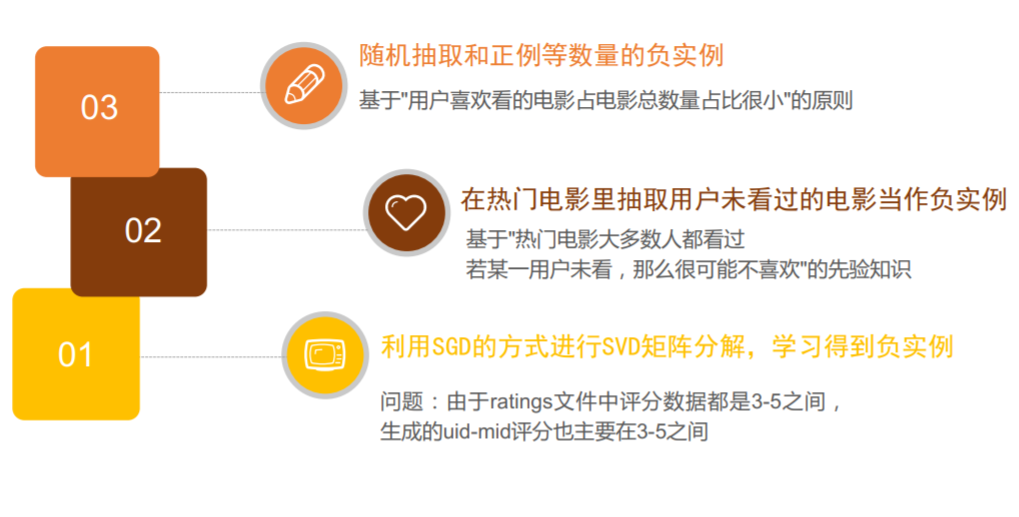 03
随机抽取和正例等数量的负实例
基于"用户喜欢看的电影占电影总数量占比很小"的原则
02
在热门电影里抽取用户未看过的电影当作负实例
基于"热门电影大多数人都看过
若某一用户未看，那么很可能不喜欢"的先验知识
01
利用SGD的方式进行SVD矩阵分解，学习得到负实例
问题：由于ratings文件中评分数据都是3-5之间，
生成的uid-mid评分也主要在3-5之间